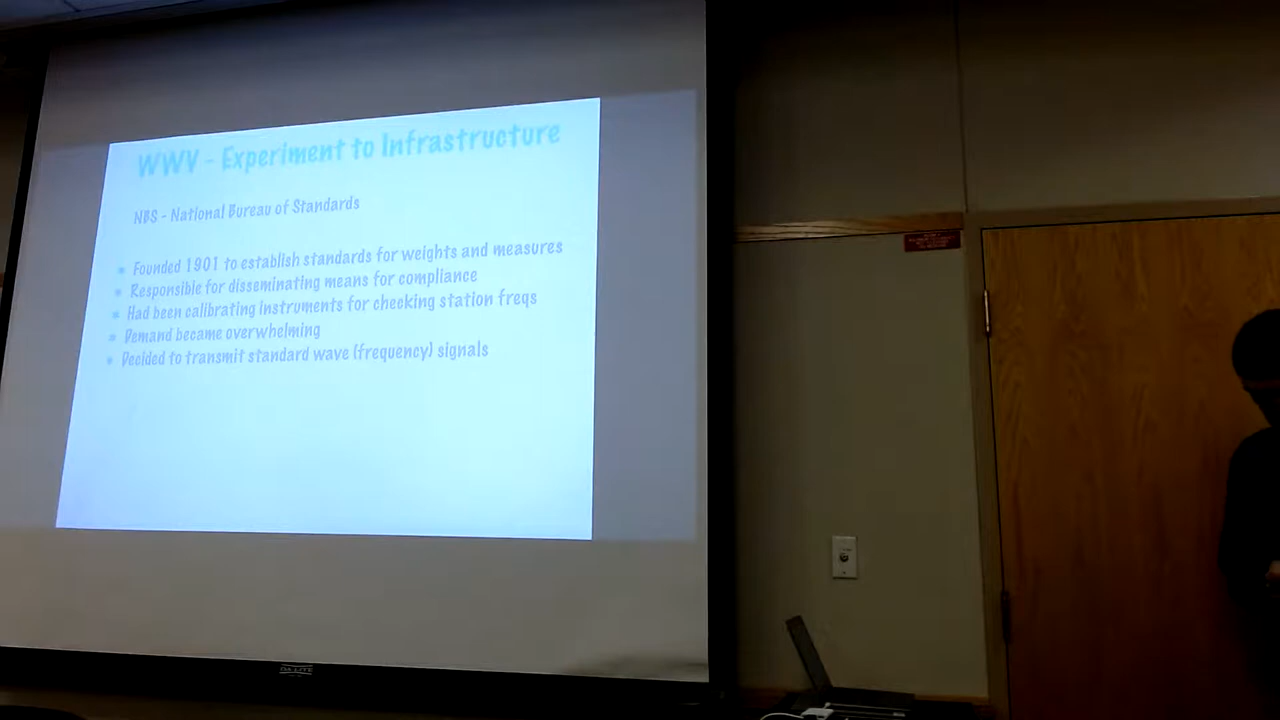 WWV - Experiment to Infrastructure
NBS - National Bureau of Standards
Founded 1901 to establish standards for weights and measures
Responsible for disseminating means for compliance
Had been calibrating instruments for checking station freqs
Demand became overwhelming
Decided to transmit standard wave (frequency) signals
DA-LITE